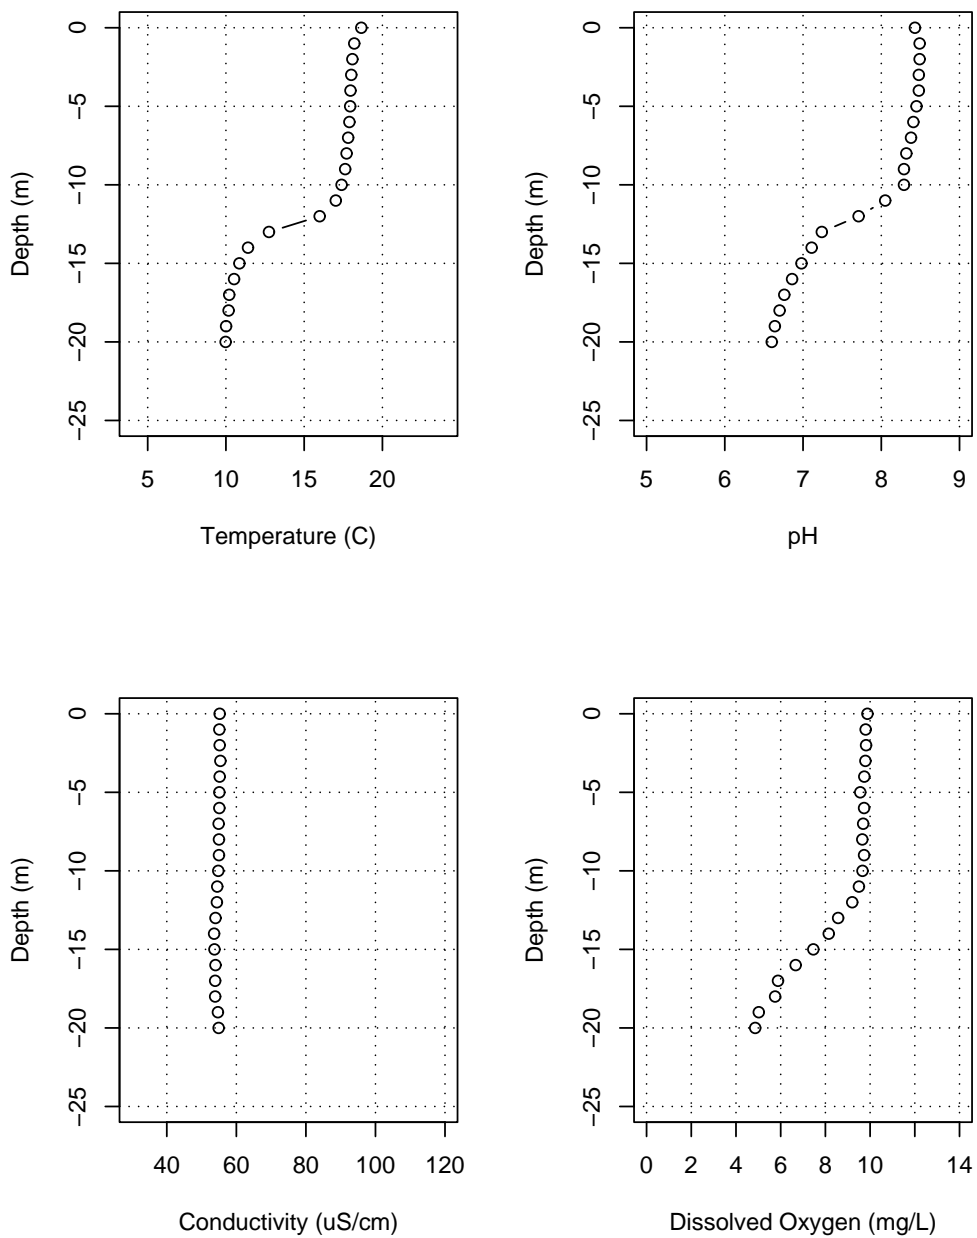 0
−5
−10
−15
−20
−25
Depth (m)
5 10 15 20
Temperature (C)
0
−5
−10
−15
−20
−25
Depth (m)
5 6 7 8 9
pH
0
−5
−10
−15
−20
−25
Depth (m)
40 60 80 100 120
Conductivity (uS/cm)
0
−5
−10
−15
−20
−25
Depth (m)
0 2 4 6 8 10 14
Dissolved Oxygen (mg/L)